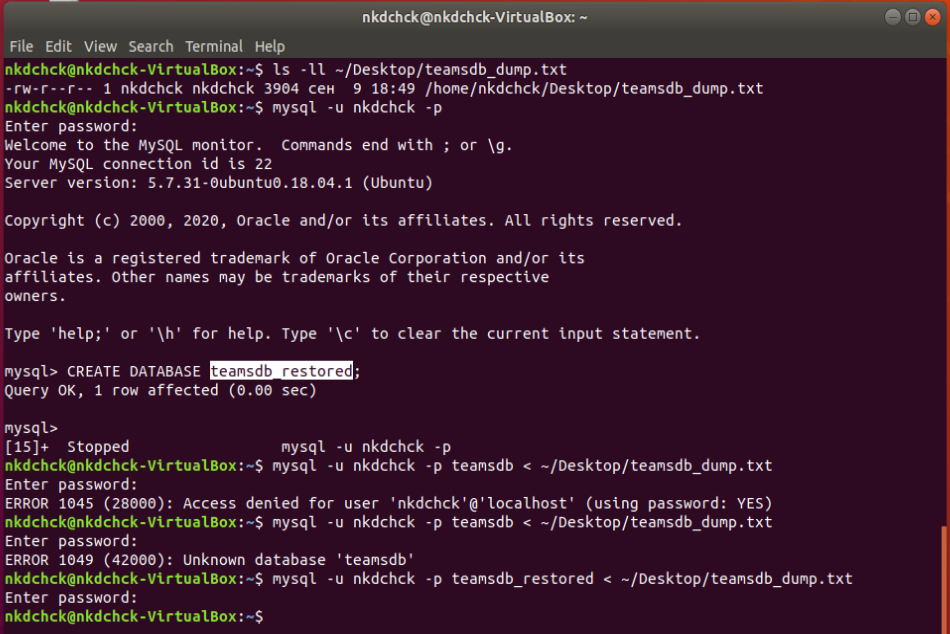 nkdchck@nkdchck-VirtualBox: ~
File Edit View Search Terminal Help
nkdchck@nkdchck-VirtualBox:~$ ls -ll ~/Desktop/teamsdb_dump.txt
-rw-r--r-- 1 nkdchck nkdchck 3904 сен  9 18:49 /home/nkdchck/Desktop/teamsdb_dump.txt
nkdchck@nkdchck-VirtualBox:~$ mysql -u nkdchck -p
Enter password:
Welcome to the MySQL monitor.  Commands end with ; or \g.
Your MySQL connection id is 22
Server version: 5.7.31-0ubuntu0.18.04.1 (Ubuntu)
Copyright (c) 2000, 2020, Oracle and/or its affiliates. All rights reserved.
Oracle is a registered trademark of Oracle Corporation and/or its
affiliates. Other names may be trademarks of their respective
owners.
Type 'help;' or '\h' for help. Type '\c' to clear the current input statement.
mysql> CREATE DATABASE teamsdb_restored;
Query OK, 1 row affected (0.00 sec)
mysql>
[15]+  Stopped                 mysql -u nkdchck -p
nkdchck@nkdchck-VirtualBox:~$ mysql -u nkdchck -p teamsdb < ~/Desktop/teamsdb_dump.txt
Enter password:
ERROR 1045 (28000): Access denied for user 'nkdchck'@'localhost' (using password: YES)
nkdchck@nkdchck-VirtualBox:~$ mysql -u nkdchck -p teamsdb < ~/Desktop/teamsdb_dump.txt
Enter password:
ERROR 1049 (42000): Unknown database 'teamsdb'
nkdchck@nkdchck-VirtualBox:~$ mysql -u nkdchck -p teamsdb_restored < ~/Desktop/teamsdb_dump.txt
Enter password:
nkdchck@nkdchck-VirtualBox:~$